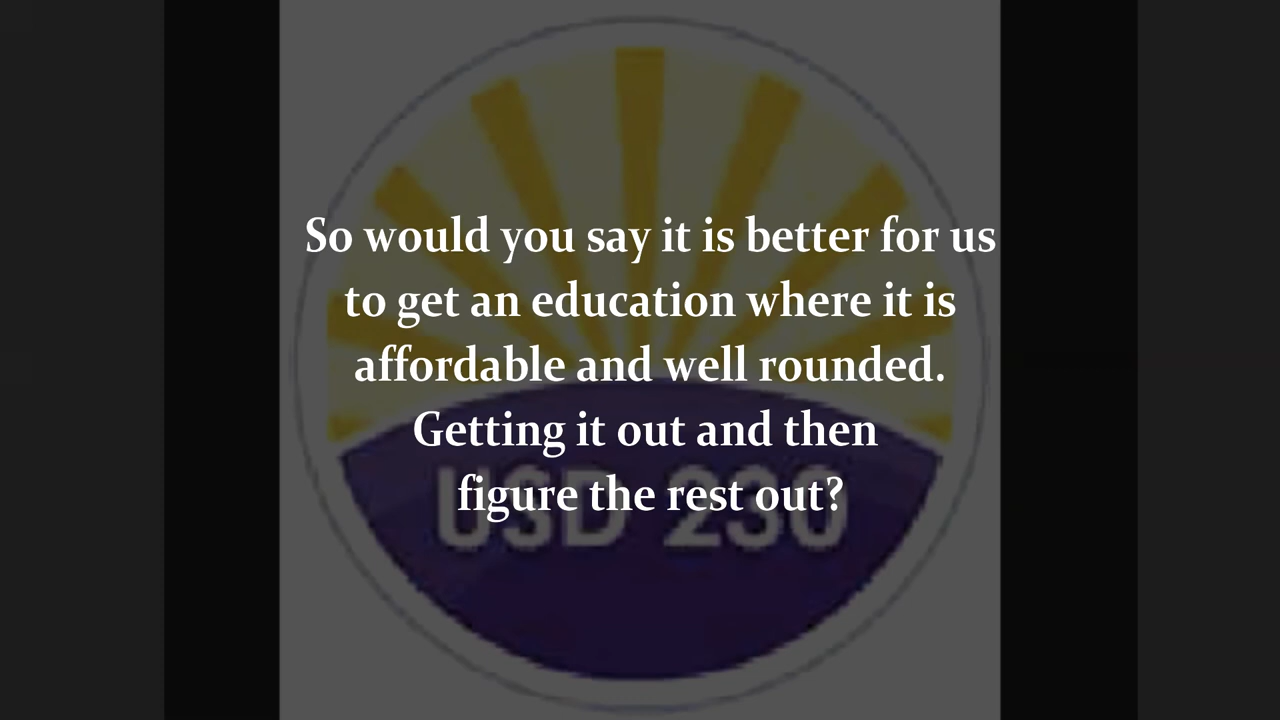 So would you say it is better for us
to get an education where it is
affordable and well rounded.
Getting it out and then
figure the rest out?
USD 230